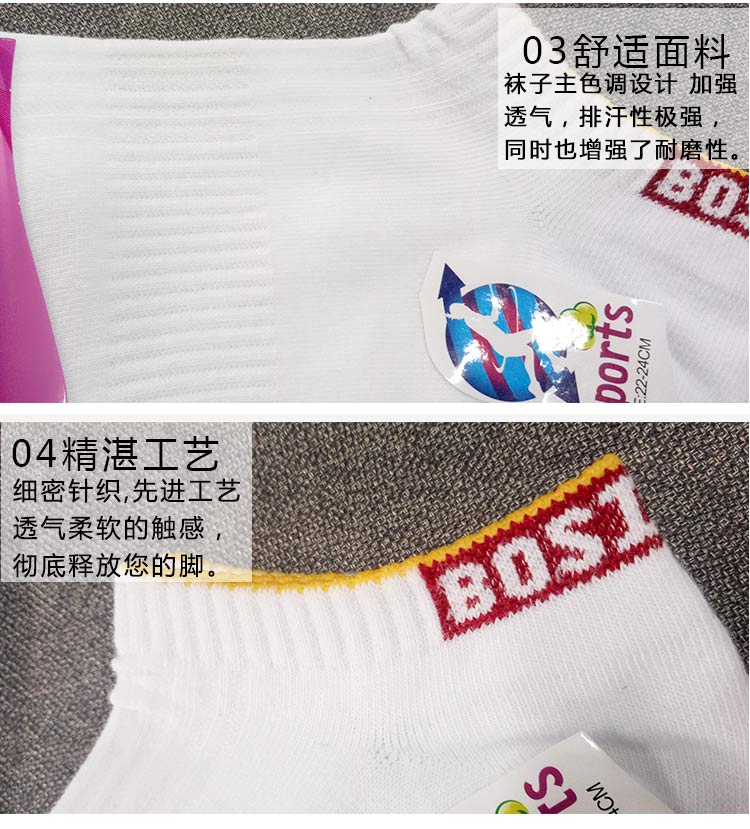 03舒适面料
袜子主色调设计 加强
透气，排汗性极强，
同时也增强了耐磨性。
BOS
ports
E:22-24CM
04精湛工艺
细密针织,先进工艺
透气柔软的触感，
彻底释放您的脚。
BOSI
4CM